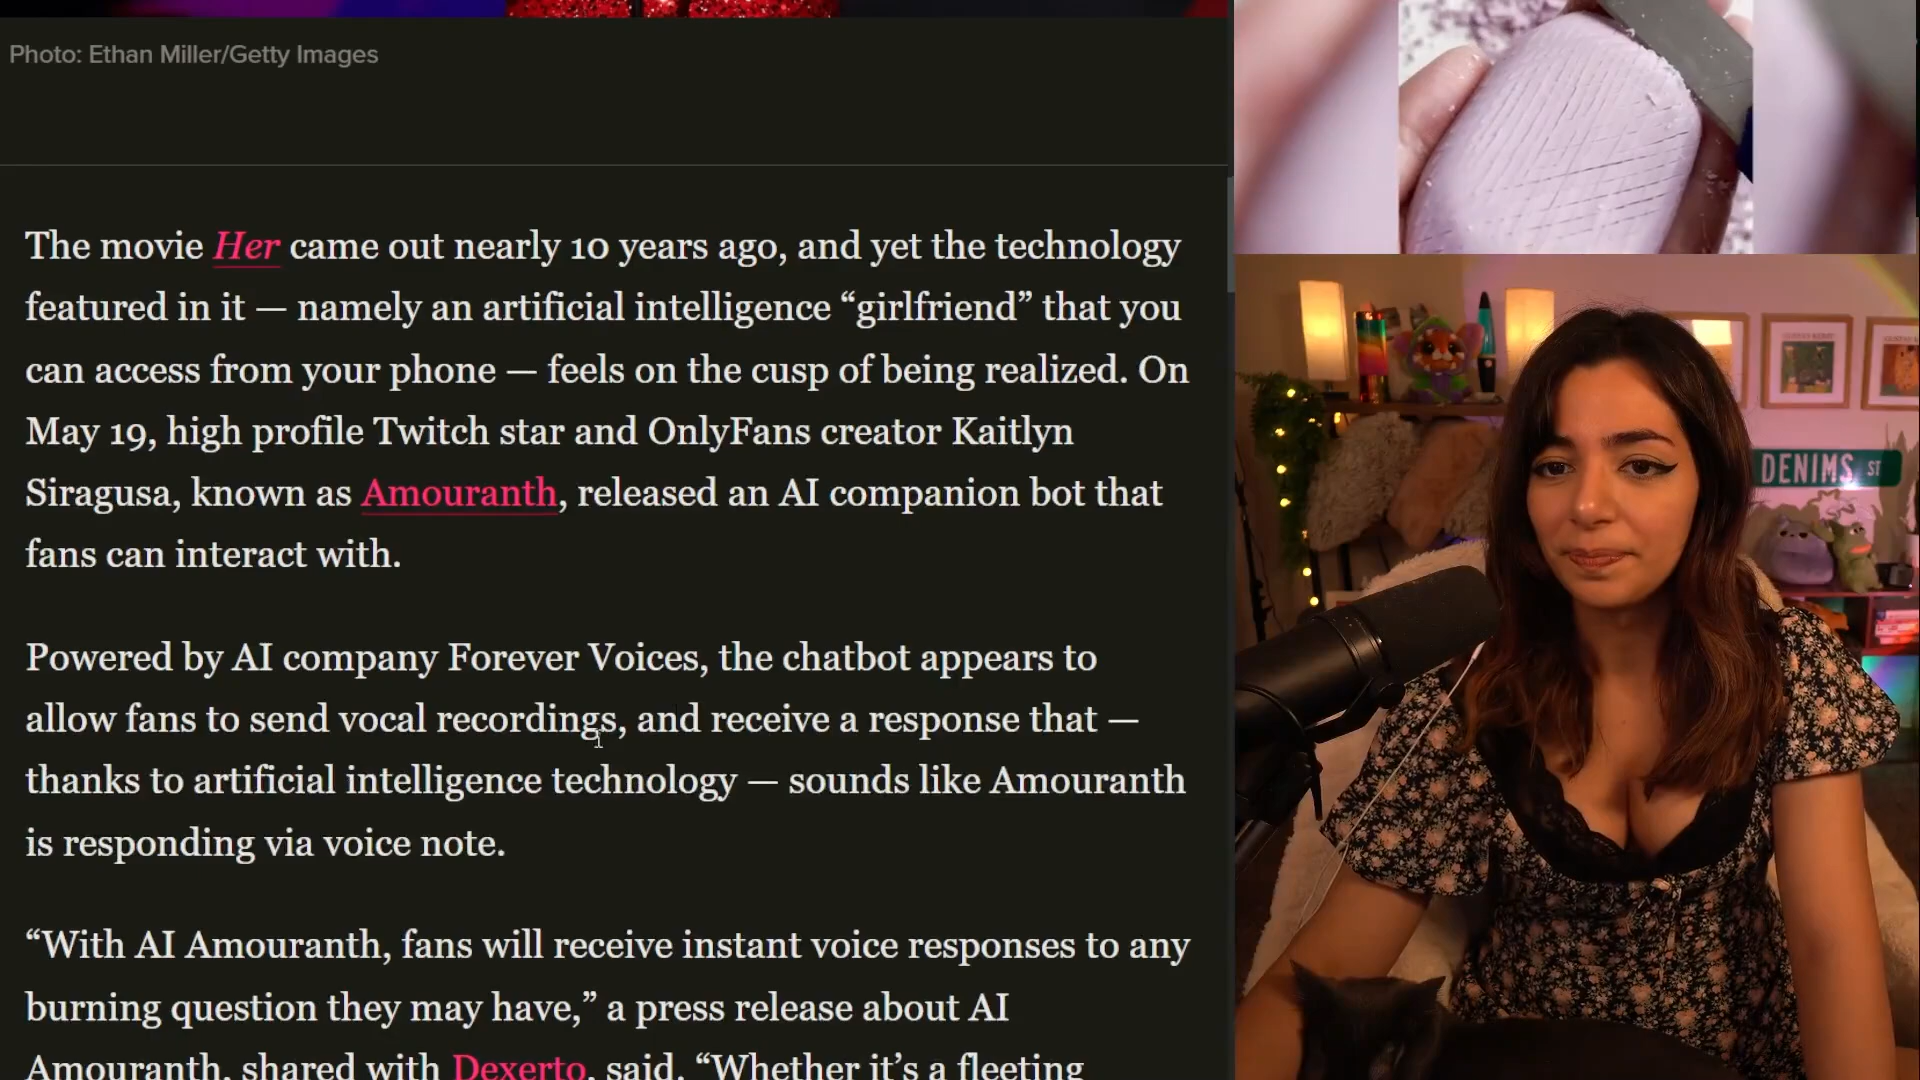 Photo: Ethan Miller/Getty Images
The movie Her came out nearly 10 years ago, and yet the technology
featured in it — namely an artificial intelligence “girlfriend” that you
can access from your phone — feels on the cusp of being realized. On
May 19, high profile Twitch star and OnlyFans creator Kaitlyn
Siragusa, known as Amouranth, released an AI companion bot that
fans can interact with.
Powered by AI company Forever Voices, the chatbot appears to
allow fans to send vocal recordings, and receive a response that —
thanks to artificial intelligence technology — sounds like Amouranth
is responding via voice note.
“With AI Amouranth, fans will receive instant voice responses to any
burning question they may have,” a press release about AI
Amouranth, shared with Dexerto, said. “Whether it’s a fleeting
DENIMS ST